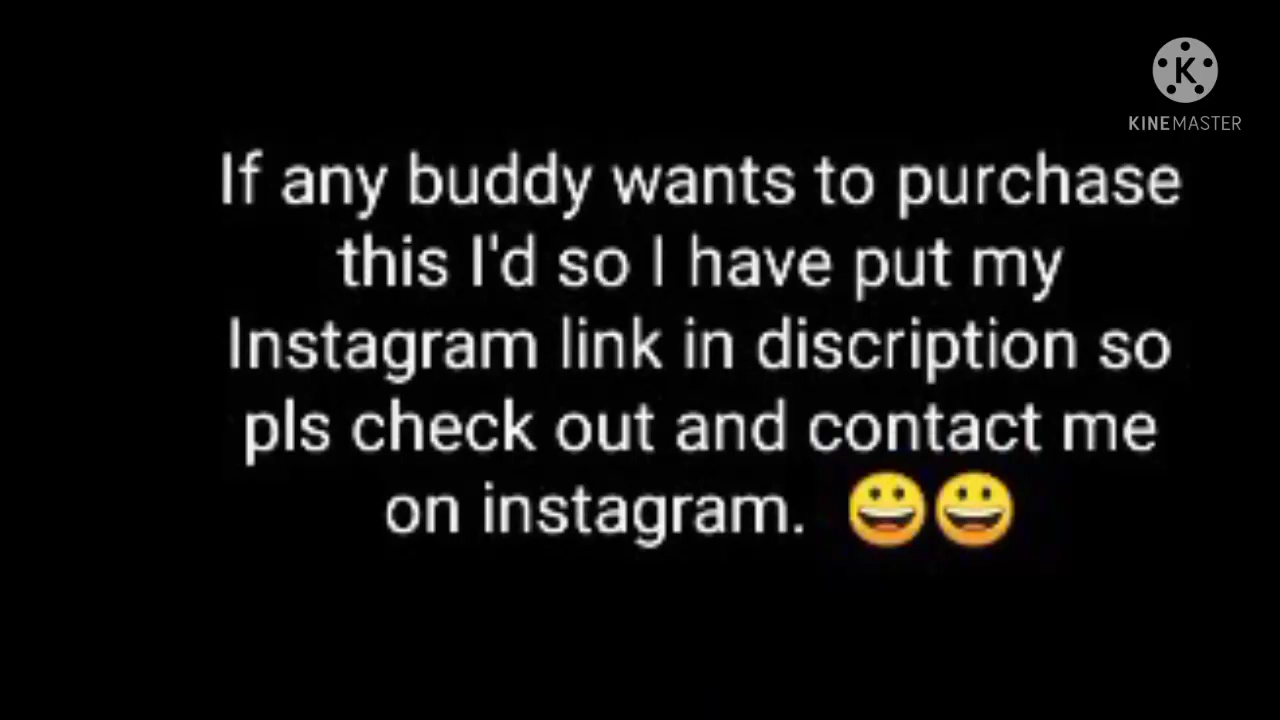 K
KINEMASTER
If any buddy wants to purchase
this I'd so I have put my
Instagram link in discription so
pls check out and contact me
on instagram. 😀😀